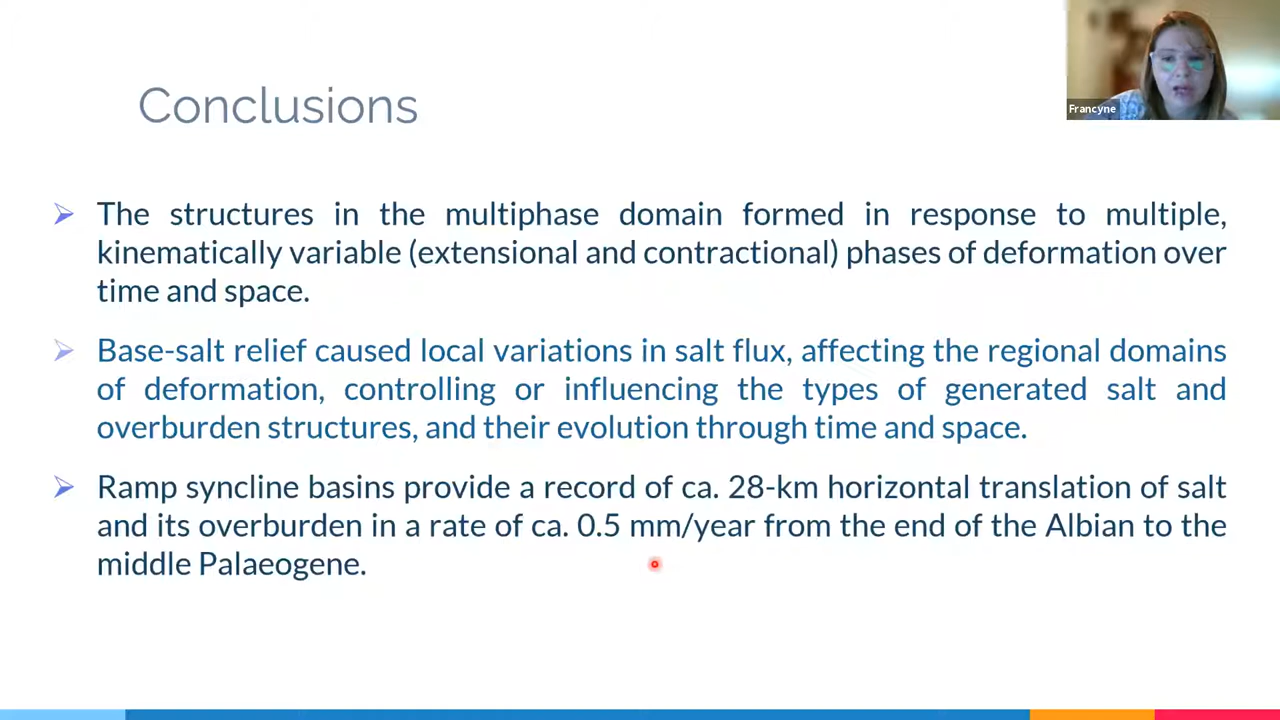 Conclusions
Francyne
The structures in the multiphase domain formed in response to multiple,
kinematically variable (extensional and contractional) phases of deformation over
time and space.
Base-salt relief caused local variations in salt flux, affecting the regional domains
of deformation, controlling or influencing the types of generated salt and
overburden structures, and their evolution through time and space.
Ramp syncline basins provide a record of ca. 28-km horizontal translation of salt
and its overburden in a rate of ca. 0.5 mm/year from the end of the Albian to the
middle Palaeogene.